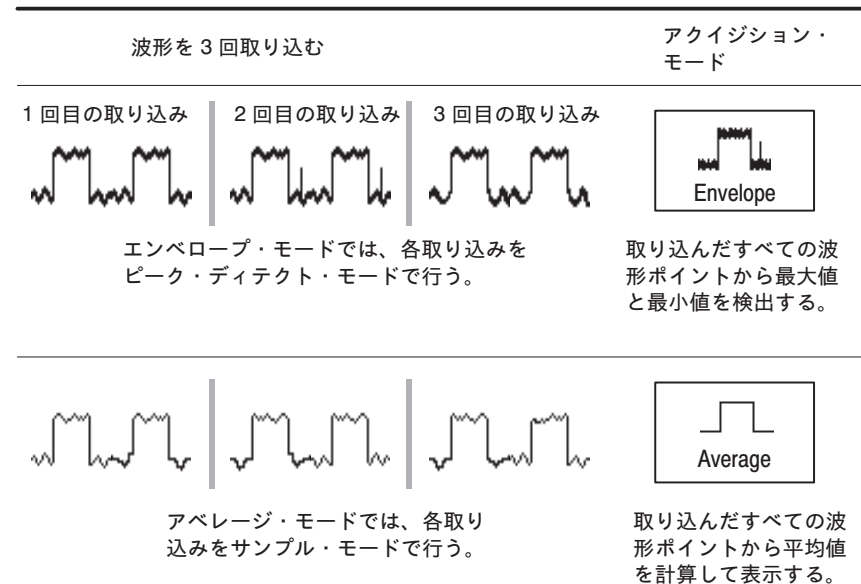 波形を 3 回取り込む
アクイジション・
モード
1 回目の取り込み
2 回目の取り込み
3 回目の取り込み
Envelope
エンベロープ・モードでは、各取り込みを
ピーク・ディテクト・モードで行う。
取り込んだすべての波
形ポイントから最大値
と最小値を検出する。
Average
アベレージ・モードでは、各取り
込みをサンプル・モードで行う。
取り込んだすべての波
形ポイントから平均値
を計算して表示する。